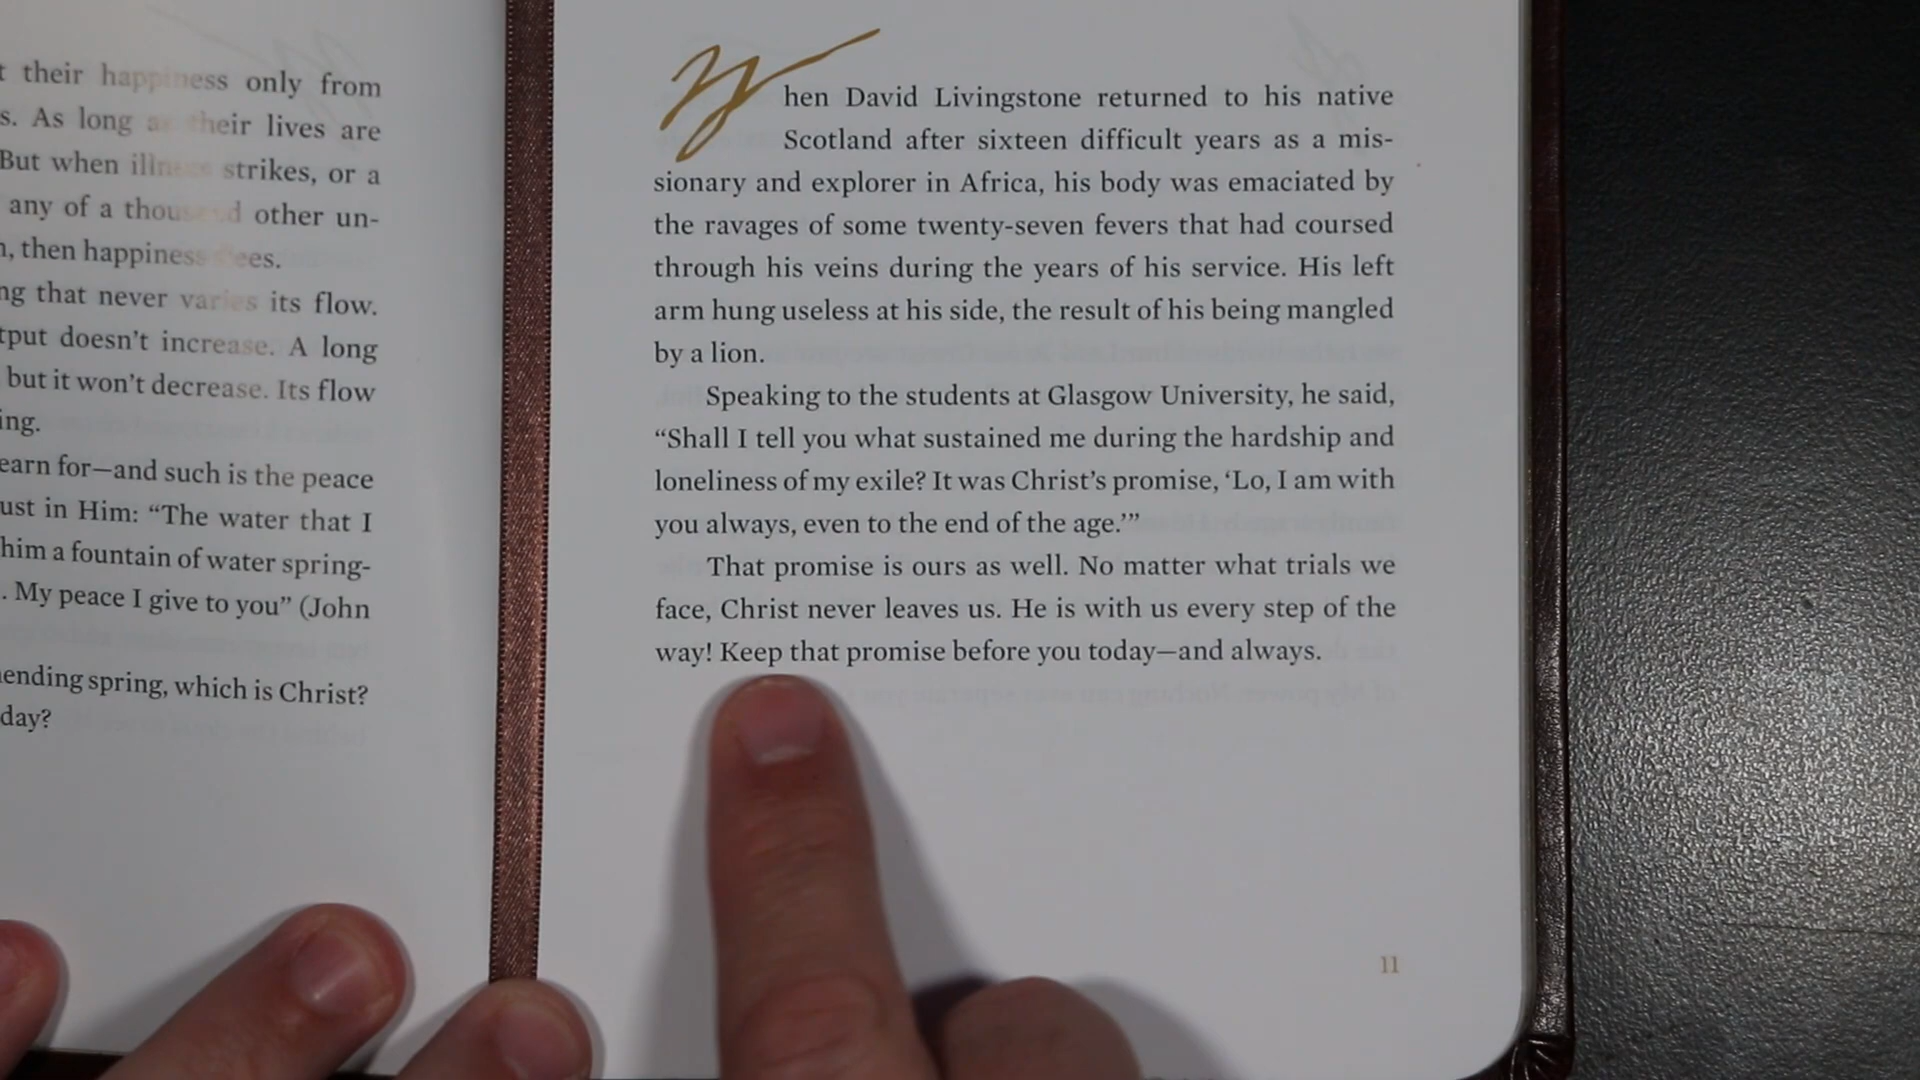 t their happiness only from
s. As long as their lives are
But when illness strikes, or a
any of a thousand other un-
, then happiness flees.
ng that never varies its flow.
tput doesn't increase. A long
but it won't decrease. Its flow
ing.
earn for—and such is the peace
ust in Him: “The water that I
him a fountain of water spring-
. My peace I give to you” (John
ending spring, which is Christ?
day?
When David Livingstone returned to his native
Scotland after sixteen difficult years as a mis-
sionary and explorer in Africa, his body was emaciated by
the ravages of some twenty-seven fevers that had coursed
through his veins during the years of his service. His left
arm hung useless at his side, the result of his being mangled
by a lion.
Speaking to the students at Glasgow University, he said,
“Shall I tell you what sustained me during the hardship and
loneliness of my exile? It was Christ's promise, ‘Lo, I am with
you always, even to the end of the age.’”
That promise is ours as well. No matter what trials we
face, Christ never leaves us. He is with us every step of the
way! Keep that promise before you today—and always.
11